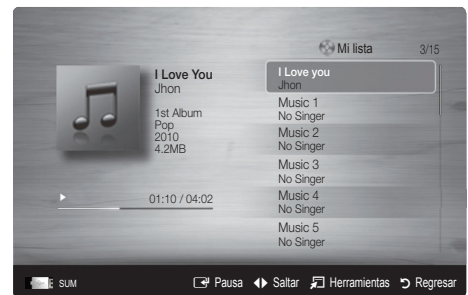 Mi lista
3/15
I Love You
Jhon
1st Album
Pop
2010
4.2MB
01:10 / 04:02
I Love you
Jhon
Music 1
No Singer
Music 2
No Singer
Music 3
No Singer
Music 4
No Singer
Music 5
No Singer
SUM
Pausa
Saltar
Herramientas
Regresar